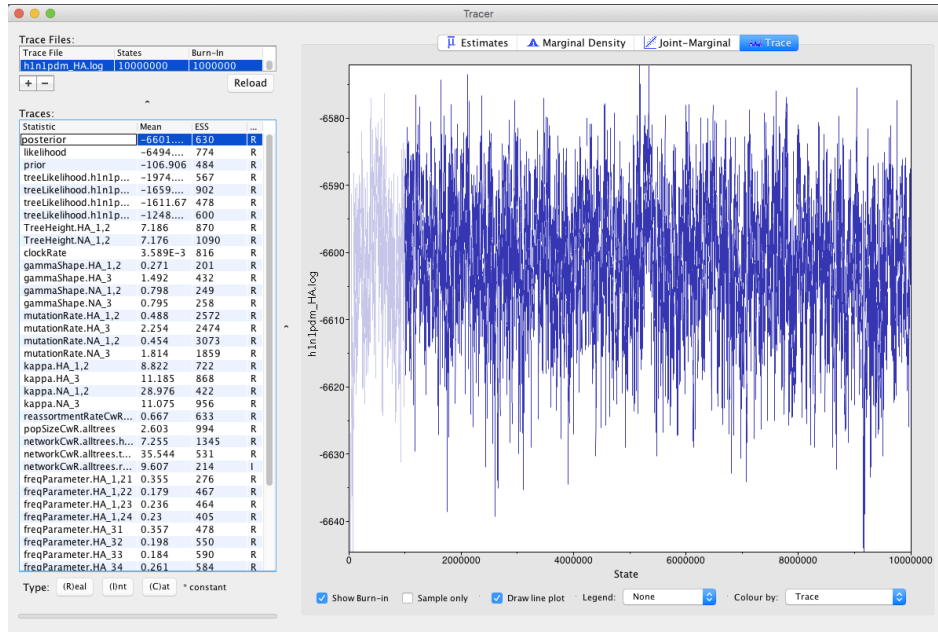 Tracer
Trace Files:
Trace File States Burn-In
h1n1pdm_HA.log 10000000 1000000
+ − Reload
Traces:
Statistic Mean ESS ...
posterior -6601.... 630 R
likelihood -6494.... 774 R
prior -106.906 484 R
treeLikelihood.h1n1p... -1974.... 567 R
treeLikelihood.h1n1p... -1659.... 902 R
treeLikelihood.h1n1p... -1611.67 478 R
treeLikelihood.h1n1p... -1248.... 600 R
TreeHeight.HA_1,2 7.186 870 R
TreeHeight.NA_1,2 7.176 1090 R
clockRate 3.589E-3 816 R
gammaShape.HA_1,2 0.271 201 R
gammaShape.HA_3 1.492 432 R
gammaShape.NA_1,2 0.798 249 R
gammaShape.NA_3 0.795 258 R
mutationRate.HA_1,2 0.488 2572 R
mutationRate.HA_3 2.254 2474 R
mutationRate.NA_1,2 0.454 3073 R
mutationRate.NA_3 1.814 1859 R
kappa.HA_1,2 8.822 722 R
kappa.HA_3 11.185 868 R
kappa.NA_1,2 28.976 422 R
kappa.NA_3 11.075 956 R
reassortmentRateCwR... 0.667 633 R
popSizeCwR.alltrees 2.603 994 R
networkCwR.alltrees.h... 7.255 1345 R
networkCwR.alltrees.t... 35.544 531 R
networkCwR.alltrees.r... 9.607 214 I
freqParameter.HA_1,21 0.355 276 R
freqParameter.HA_1,22 0.179 467 R
freqParameter.HA_1,23 0.236 464 R
freqParameter.HA_1,24 0.23 405 R
freqParameter.HA_31 0.357 478 R
freqParameter.HA_32 0.198 550 R
freqParameter.HA_33 0.184 590 R
freqParameter.HA_34 0.261 584 R
Type: (R)eal (I)nt (C)at * constant
μ Estimates Marginal Density Joint-Marginal Trace
-6580
-6590
-6600
-6610
-6620
-6630
-6640
h1n1pdm_HA.log
0 2000000 4000000 6000000 8000000 10000000
State
Show Burn-in Sample only Draw line plot Legend: None Colour by: Trace